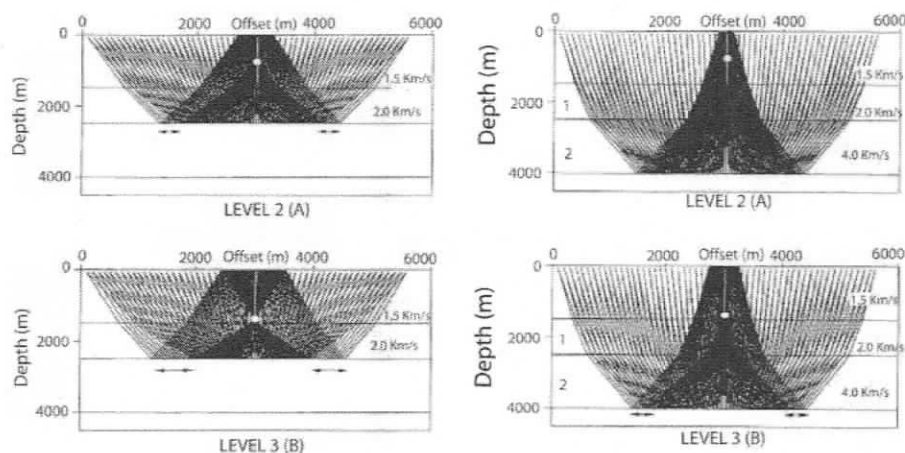 0 2000 Offset (m) 4000 6000
0
1.5 Km/s
2000
2.0 Km/s
4000
Depth (m)
LEVEL 2 (A)
0 2000 Offset (m) 4000 6000
0
1.5 Km/s
1
2000
2.0 Km/s
2
4.0 Km/s
4000
Depth (m)
LEVEL 2 (A)
0 2000 Offset (m) 4000 6000
0
1.5 Km/s
2000
2.0 Km/s
4000
Depth (m)
LEVEL 3 (B)
0 2000 Offset (m) 4000 6000
0
1.5 Km/s
1
2000
2.0 Km/s
2
4.0 Km/s
4000
Depth (m)
LEVEL 3 (B)